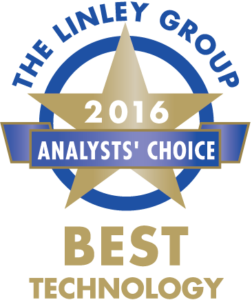 THE LINLEY GROUP
2016
ANALYSTS' CHOICE
BEST
TECHNOLOGY